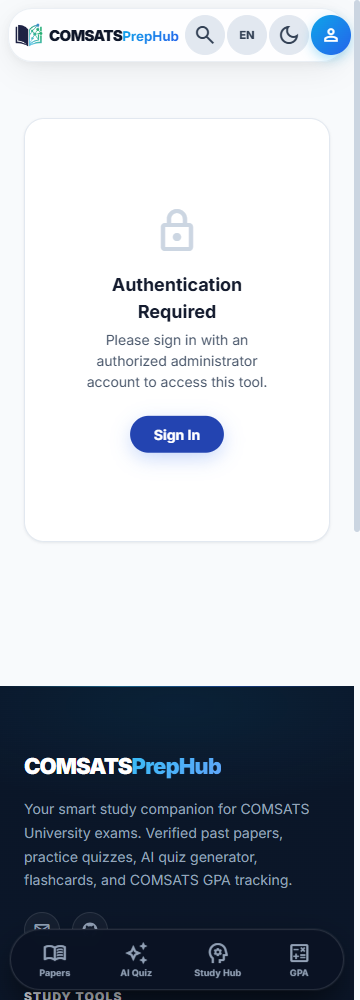 COMSATSPrepHub
EN
Authentication
Required
Please sign in with an
authorized administrator
account to access this tool.
Sign In
COMSATSPrepHub
Your smart study companion for COMSATS
University exams. Verified past papers,
practice quizzes, AI quiz generator,
flashcards, and COMSATS GPA tracking.
Papers
AI Quiz
Study Hub
GPA
STUDY TOOLS